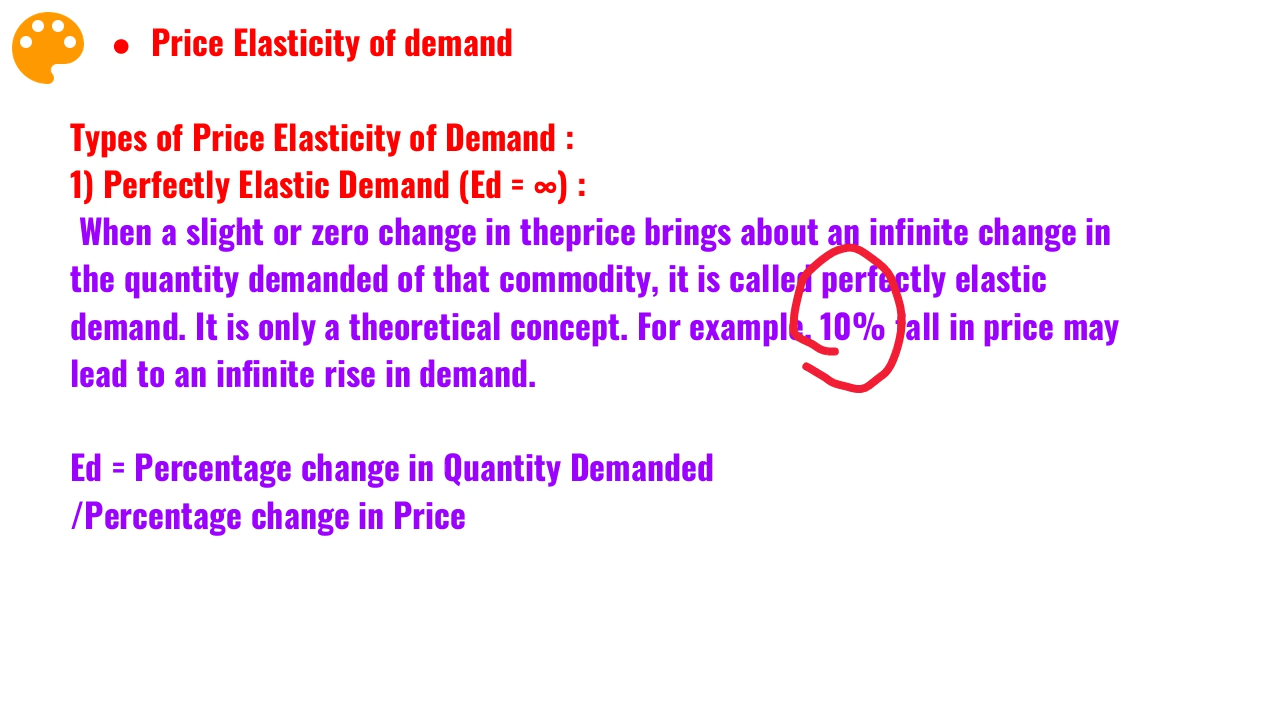 ● Price Elasticity of demand
Types of Price Elasticity of Demand :
1) Perfectly Elastic Demand (Ed = ∞) :
When a slight or zero change in theprice brings about an infinite change in
the quantity demanded of that commodity, it is called perfectly elastic
demand. It is only a theoretical concept. For example, 10% fall in price may
lead to an infinite rise in demand.
Ed = Percentage change in Quantity Demanded
/Percentage change in Price